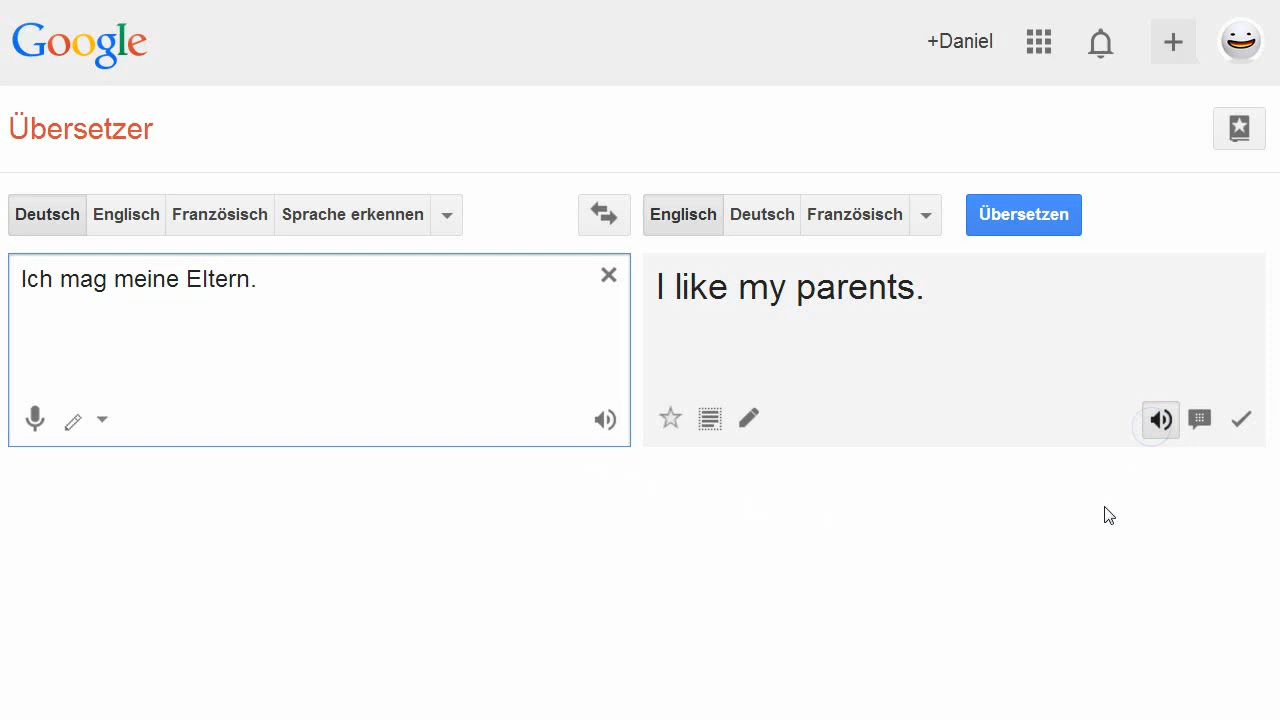 Google
+Daniel
Übersetzer
Deutsch Englisch Französisch Sprache erkennen
Englisch Deutsch Französisch Übersetzen
Ich mag meine Eltern.
I like my parents.